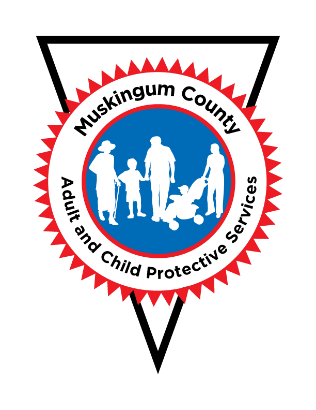 Muskingum County
Adult and Child Protective Services